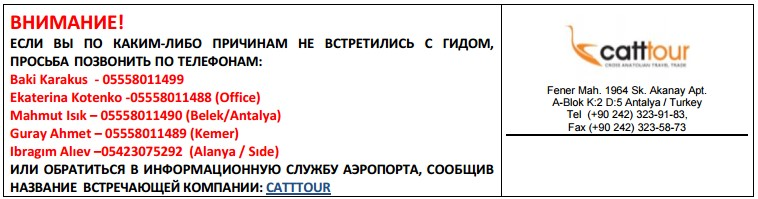 ВНИМАНИЕ!
ЕСЛИ ВЫ ПО КАКИМ-ЛИБО ПРИЧИНАМ НЕ ВСТРЕТИЛИСЬ С ГИДОМ,
ПРОСЬБА ПОЗВОНИТЬ ПО ТЕЛЕФОНАМ:
Baki Karakus - 05558011499
Ekaterina Kotenko -05558011488 (Office)
Mahmut Isık – 05558011490 (Belek/Antalya)
Guray Ahmet – 05558011489 (Kemer)
Ibragım Alıev –05423075292 (Alanya / Sıde)
ИЛИ ОБРАТИТЬСЯ В ИНФОРМАЦИОННУЮ СЛУЖБУ АЭРОПОРТА, СООБЩИВ
НАЗВАНИЕ ВСТРЕЧАЮЩЕЙ КОМПАНИИ: CATTTOUR
catttour
CROSS ANATOLIAN TRAVEL TRADE
Fener Mah. 1964 Sk. Akanay Apt.
A-Blok K:2 D:5 Antalya / Turkey
Tel (+90 242) 323-91-83,
Fax (+90 242) 323-58-73